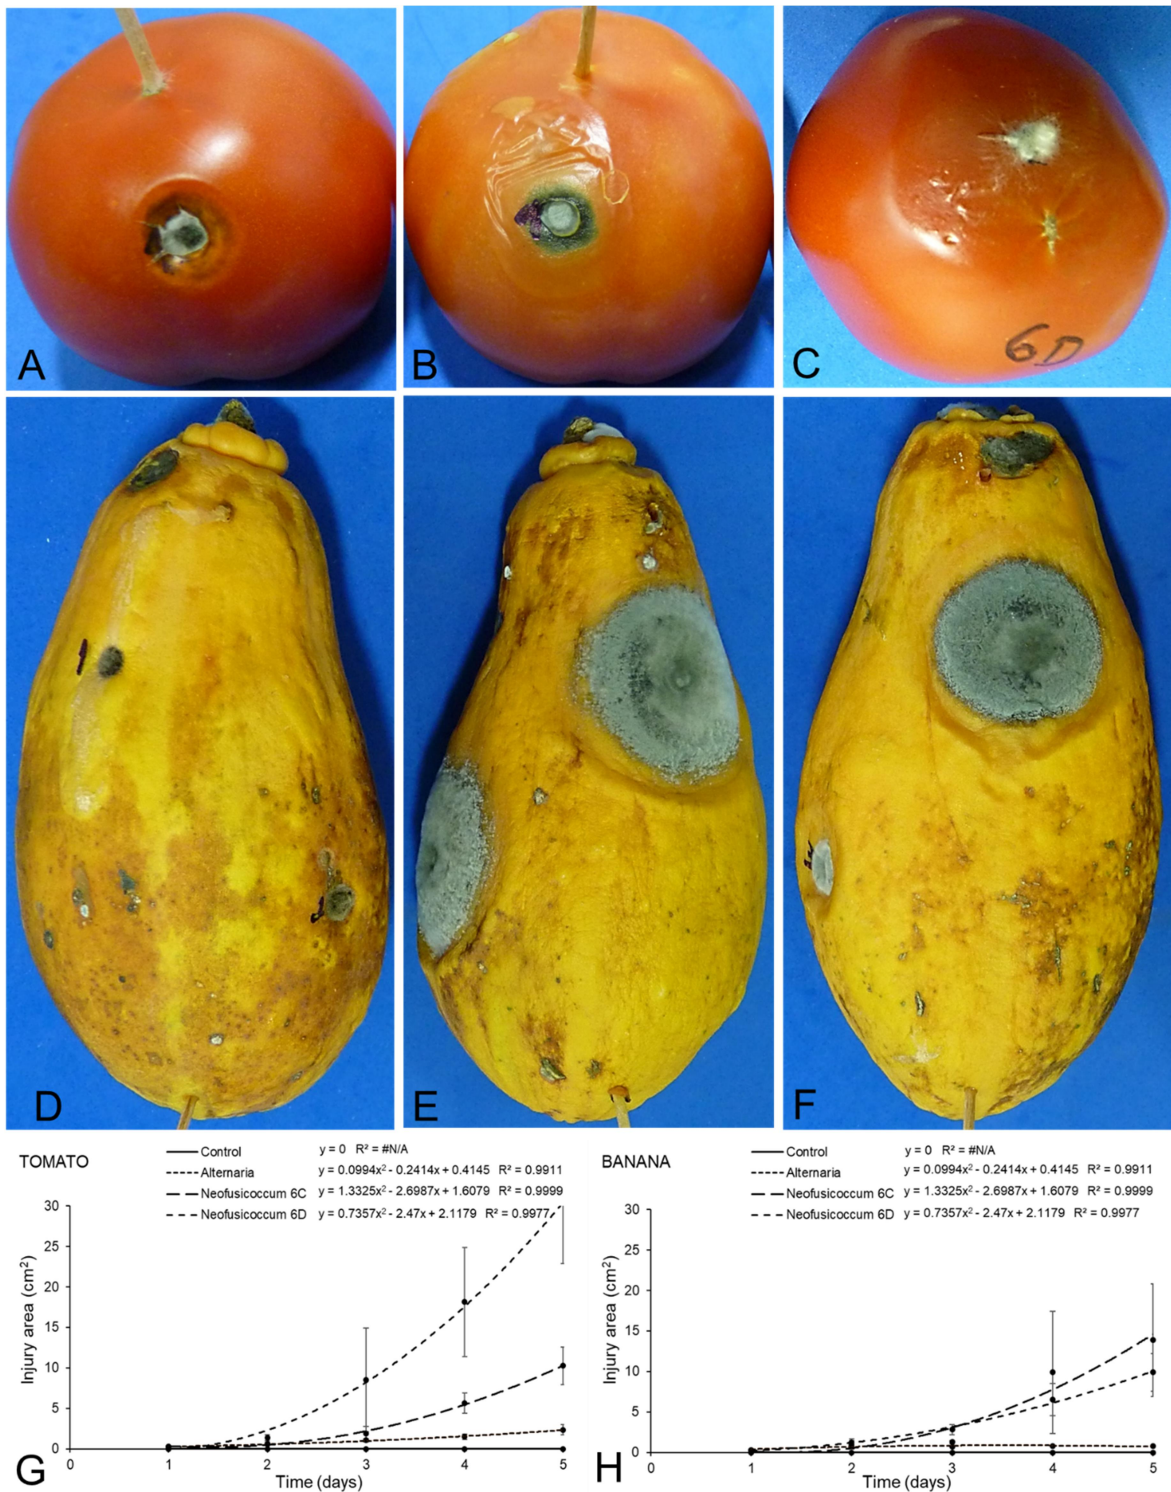 A
B
C
6D
D
E
F
TOMATO
Control y = 0 R² = #N/A
Alternaria y = 0.0994x² - 0.2414x + 0.4145 R² = 0.9911
Neofusicoccum 6C y = 1.3325x² - 2.6987x + 1.6079 R² = 0.9999
Neofusicoccum 6D y = 0.7357x² - 2.47x + 2.1179 R² = 0.9977
Injury area (cm²)
30
25
20
15
10
5
0
0 1 2 3 4 5
Time (days)
G
BANANA
Control y = 0 R² = #N/A
Alternaria y = 0.0994x² - 0.2414x + 0.4145 R² = 0.9911
Neofusicoccum 6C y = 1.3325x² - 2.6987x + 1.6079 R² = 0.9999
Neofusicoccum 6D y = 0.7357x² - 2.47x + 2.1179 R² = 0.9977
Injury area (cm²)
30
25
20
15
10
5
0
0 1 2 3 4 5
Time (days)
H